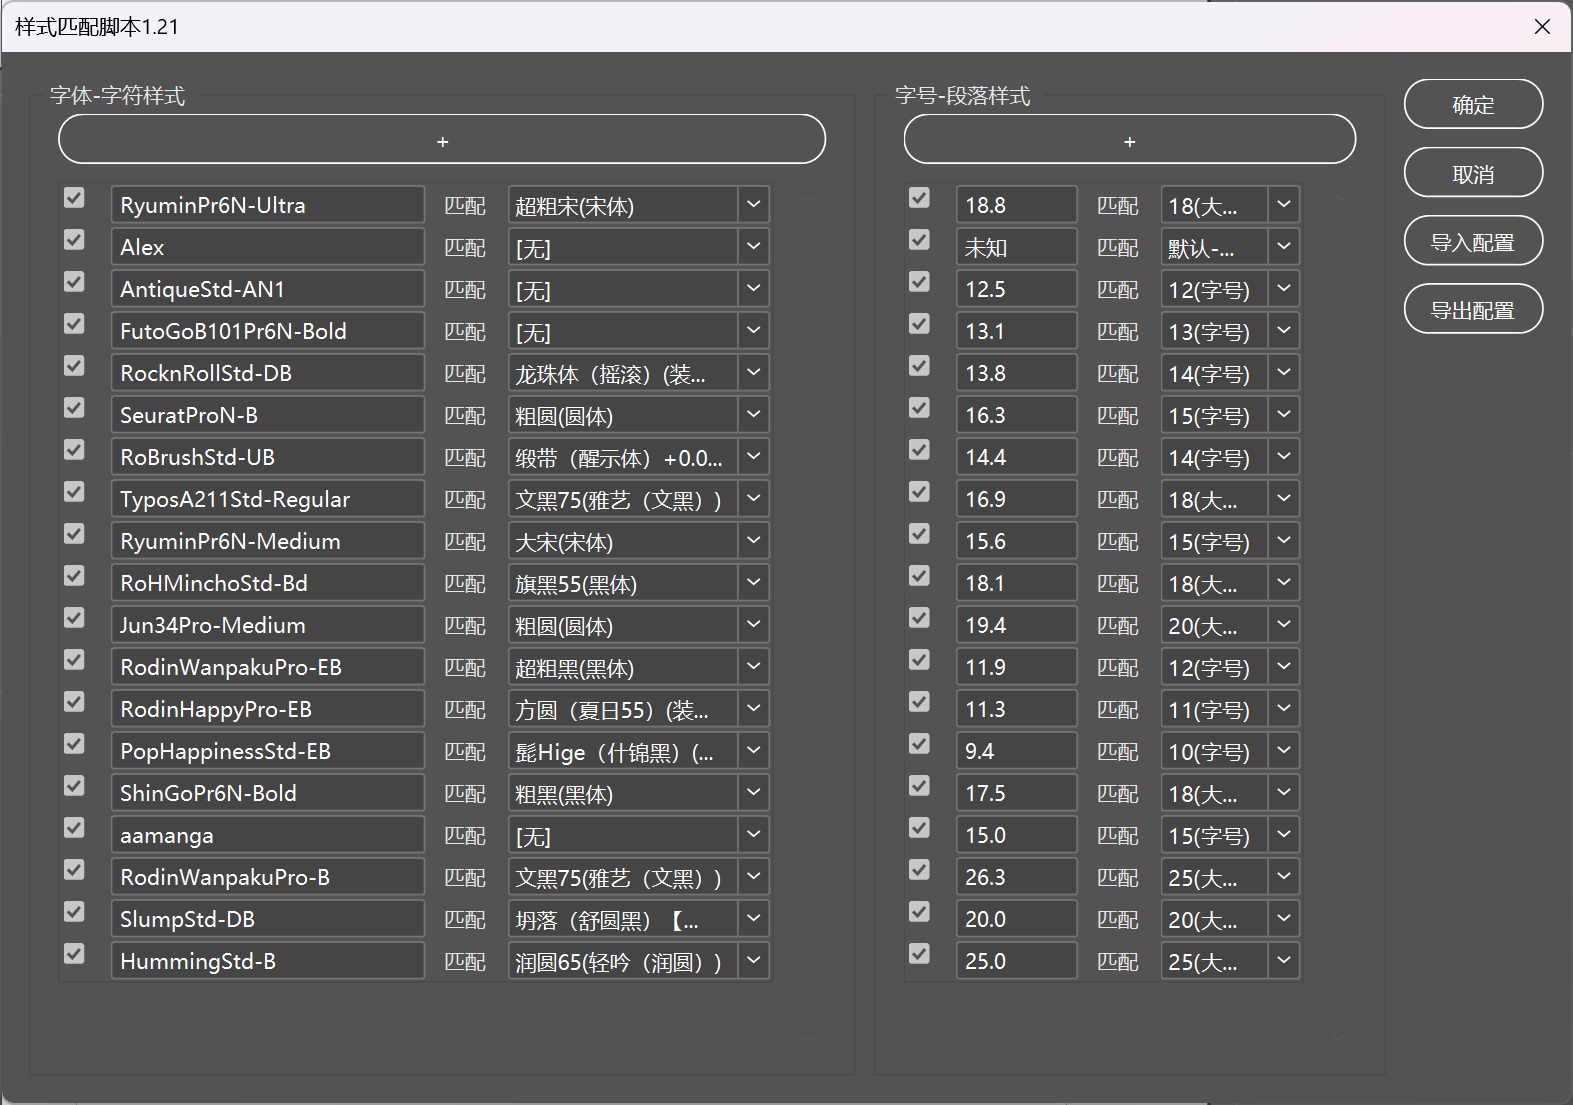 样式匹配脚本1.21
字体-字符样式
+
RyuminPr6N-Ultra 匹配 超粗宋(宋体)
Alex 匹配 [无]
AntiqueStd-AN1 匹配 [无]
FutoGoB101Pr6N-Bold 匹配 [无]
RocknRollStd-DB 匹配 龙珠体（摇滚）(装...
SeuratProN-B 匹配 粗圆(圆体)
RoBrushStd-UB 匹配 缎带（醒示体）+0.0...
TyposA211Std-Regular 匹配 文黑75(雅艺（文黑）)
RyuminPr6N-Medium 匹配 大宋(宋体)
RoHMinchoStd-Bd 匹配 旗黑55(黑体)
Jun34Pro-Medium 匹配 粗圆(圆体)
RodinWanpakuPro-EB 匹配 超粗黑(黑体)
RodinHappyPro-EB 匹配 方圆（夏日55）(装...
PopHappinessStd-EB 匹配 髭Hige（什锦黑）(...
ShinGoPr6N-Bold 匹配 粗黑(黑体)
aamanga 匹配 [无]
RodinWanpakuPro-B 匹配 文黑75(雅艺（文黑）)
SlumpStd-DB 匹配 坍落（舒圆黑）【...
HummingStd-B 匹配 润圆65(轻吟（润圆）)
字号-段落样式
+
18.8 匹配 18(大...
未知 匹配 默认-...
12.5 匹配 12(字号)
13.1 匹配 13(字号)
13.8 匹配 14(字号)
16.3 匹配 15(字号)
14.4 匹配 14(字号)
16.9 匹配 18(大...
15.6 匹配 15(字号)
18.1 匹配 18(大...
19.4 匹配 20(大...
11.9 匹配 12(字号)
11.3 匹配 11(字号)
9.4 匹配 10(字号)
17.5 匹配 18(大...
15.0 匹配 15(字号)
26.3 匹配 25(大...
20.0 匹配 20(大...
25.0 匹配 25(大...
确定
取消
导入配置
导出配置